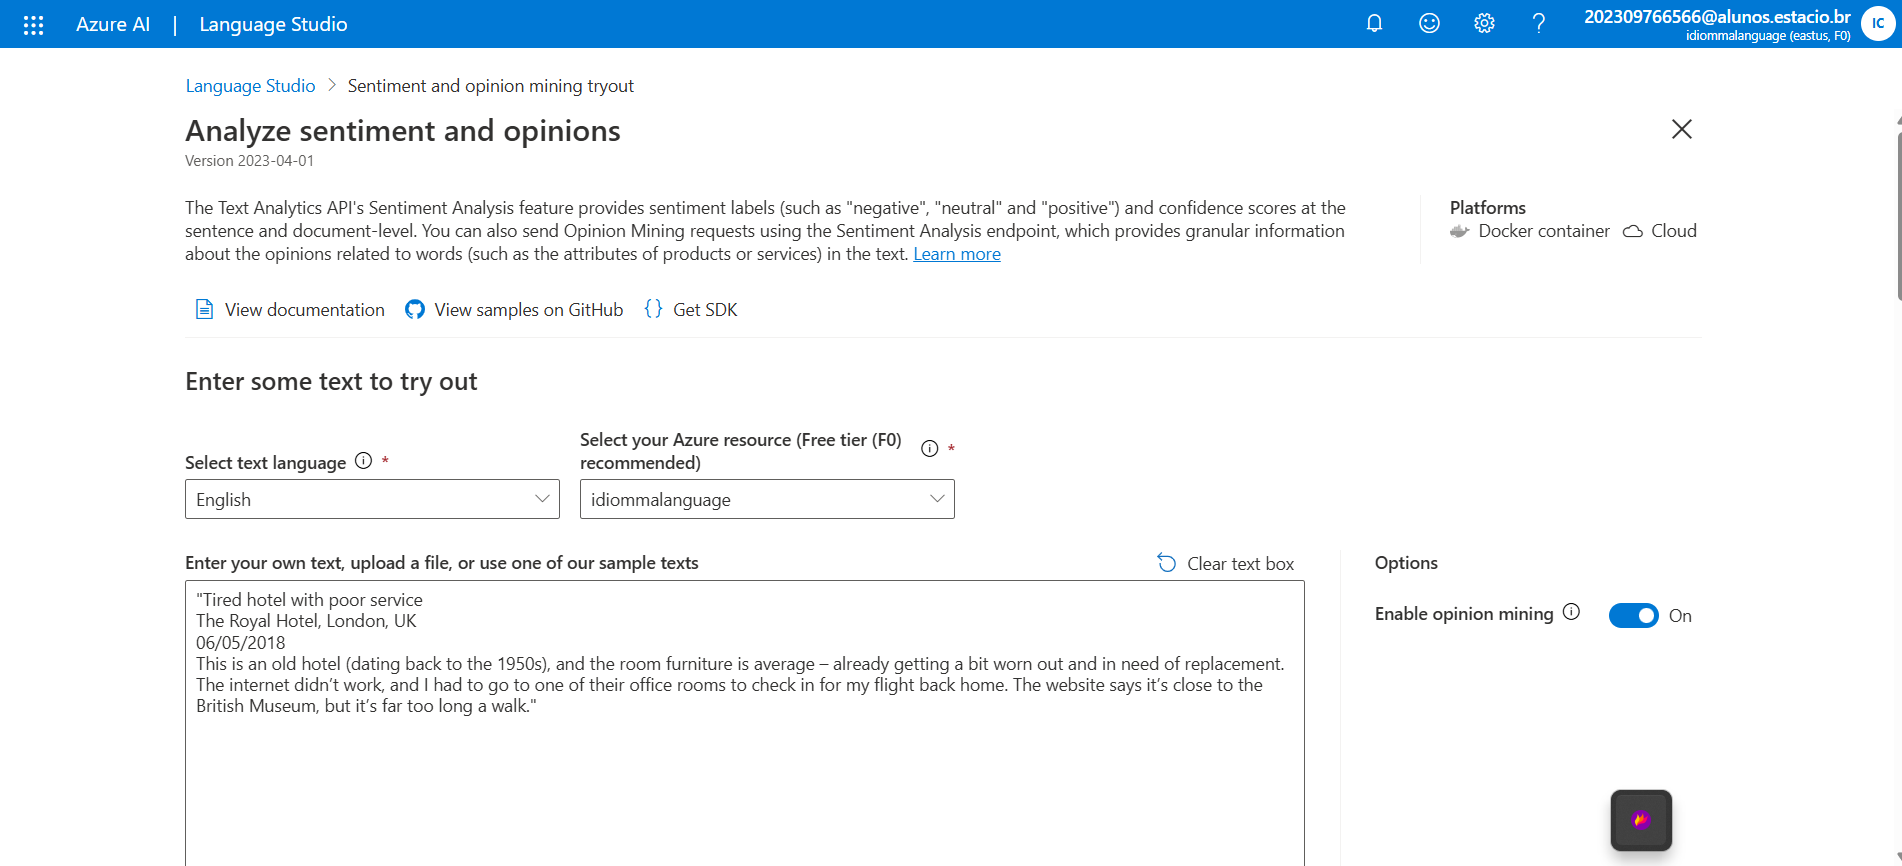 Azure AI | Language Studio
202309766566@alunos.estacio.br
idiommalanguage (eastus, F0)
IC
Language Studio > Sentiment and opinion mining tryout
Analyze sentiment and opinions
Version 2023-04-01
The Text Analytics API's Sentiment Analysis feature provides sentiment labels (such as "negative", "neutral" and "positive") and confidence scores at the
sentence and document-level. You can also send Opinion Mining requests using the Sentiment Analysis endpoint, which provides granular information
about the opinions related to words (such as the attributes of products or services) in the text. Learn more
Platforms
Docker container Cloud
View documentation View samples on GitHub {} Get SDK
Enter some text to try out
Select text language *
English
Select your Azure resource (Free tier (F0)
recommended) *
idiommalanguage
Enter your own text, upload a file, or use one of our sample texts
Clear text box
"Tired hotel with poor service
The Royal Hotel, London, UK
06/05/2018
This is an old hotel (dating back to the 1950s), and the room furniture is average – already getting a bit worn out and in need of replacement.
The internet didn’t work, and I had to go to one of their office rooms to check in for my flight back home. The website says it’s close to the
British Museum, but it’s far too long a walk."
Options
Enable opinion mining On